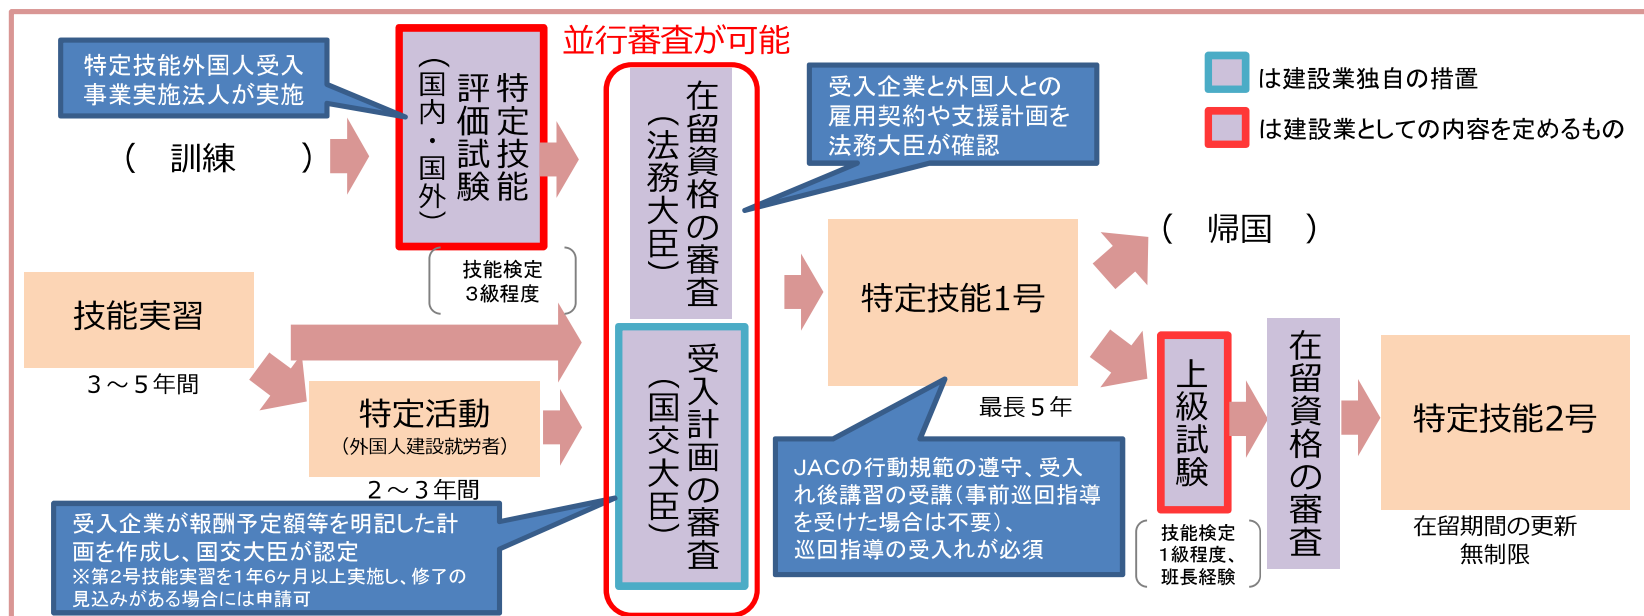 並行審査が可能
特定技能外国人受入
事業実施法人が実施
（　訓練　　）
特定技能
評価試験
（国内・国外）
技能検定
３級程度
在留資格の審査
（法務大臣）
受入企業と外国人との
雇用契約や支援計画を
法務大臣が確認
は建設業独自の措置
は建設業としての内容を定めるもの
技能実習
３～５年間
特定活動
（外国人建設就労者）
２～３年間
受入計画の審査
（国交大臣）
受入企業が報酬予定額等を明記した計
画を作成し、国交大臣が認定
※第２号技能実習を１年６ヶ月以上実施し、修了の
見込みがある場合には申請可
特定技能1号
最長５年
JACの行動規範の遵守、受入
れ後講習の受講（事前巡回指導
を受けた場合は不要）、
巡回指導の受入れが必須
（　帰国　）
上級試験
技能検定
１級程度、
班長経験
在留資格の審査
特定技能2号
在留期間の更新
無制限